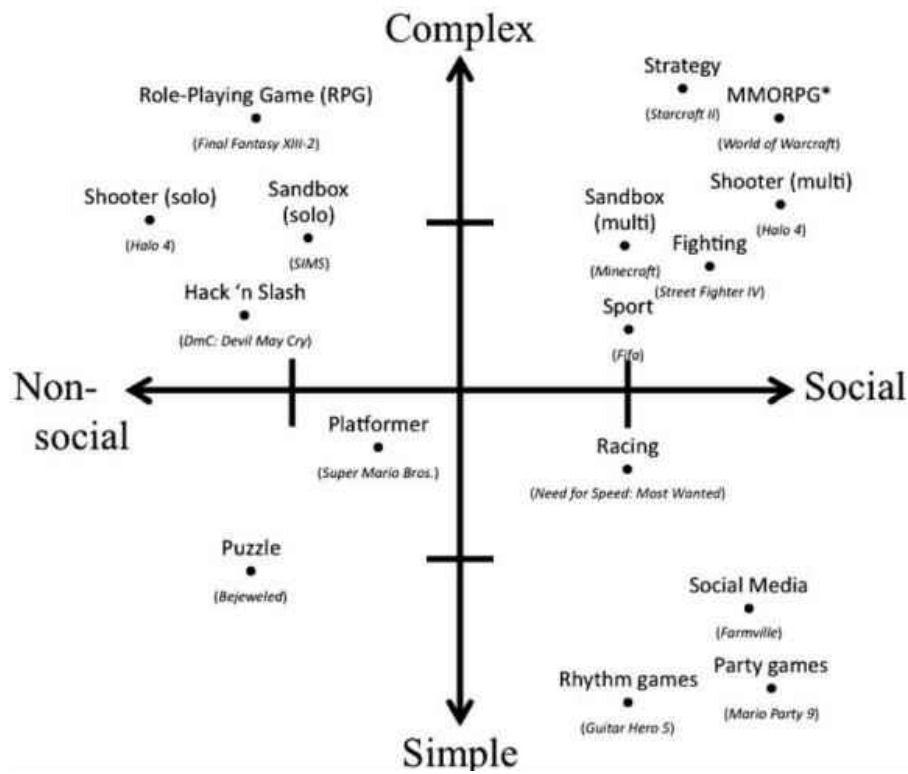 Complex
Strategy
(Starcraft II)
MMORPG*
(World of Warcraft)
Role-Playing Game (RPG)
(Final Fantasy XIII-2)
Shooter (solo)
(Halo 4)
Sandbox
(solo)
(SIMS)
Sandbox
(multi)
(Minecraft)
Shooter (multi)
(Halo 4)
Fighting
(Street Fighter IV)
Hack ‘n Slash
(DmC: Devil May Cry)
Sport
(Fifa)
Non-
social
Social
Platformer
(Super Mario Bros.)
Racing
(Need for Speed: Most Wanted)
Puzzle
(Bejeweled)
Social Media
(Farmville)
Rhythm games
(Guitar Hero 5)
Party games
(Mario Party 9)
Simple